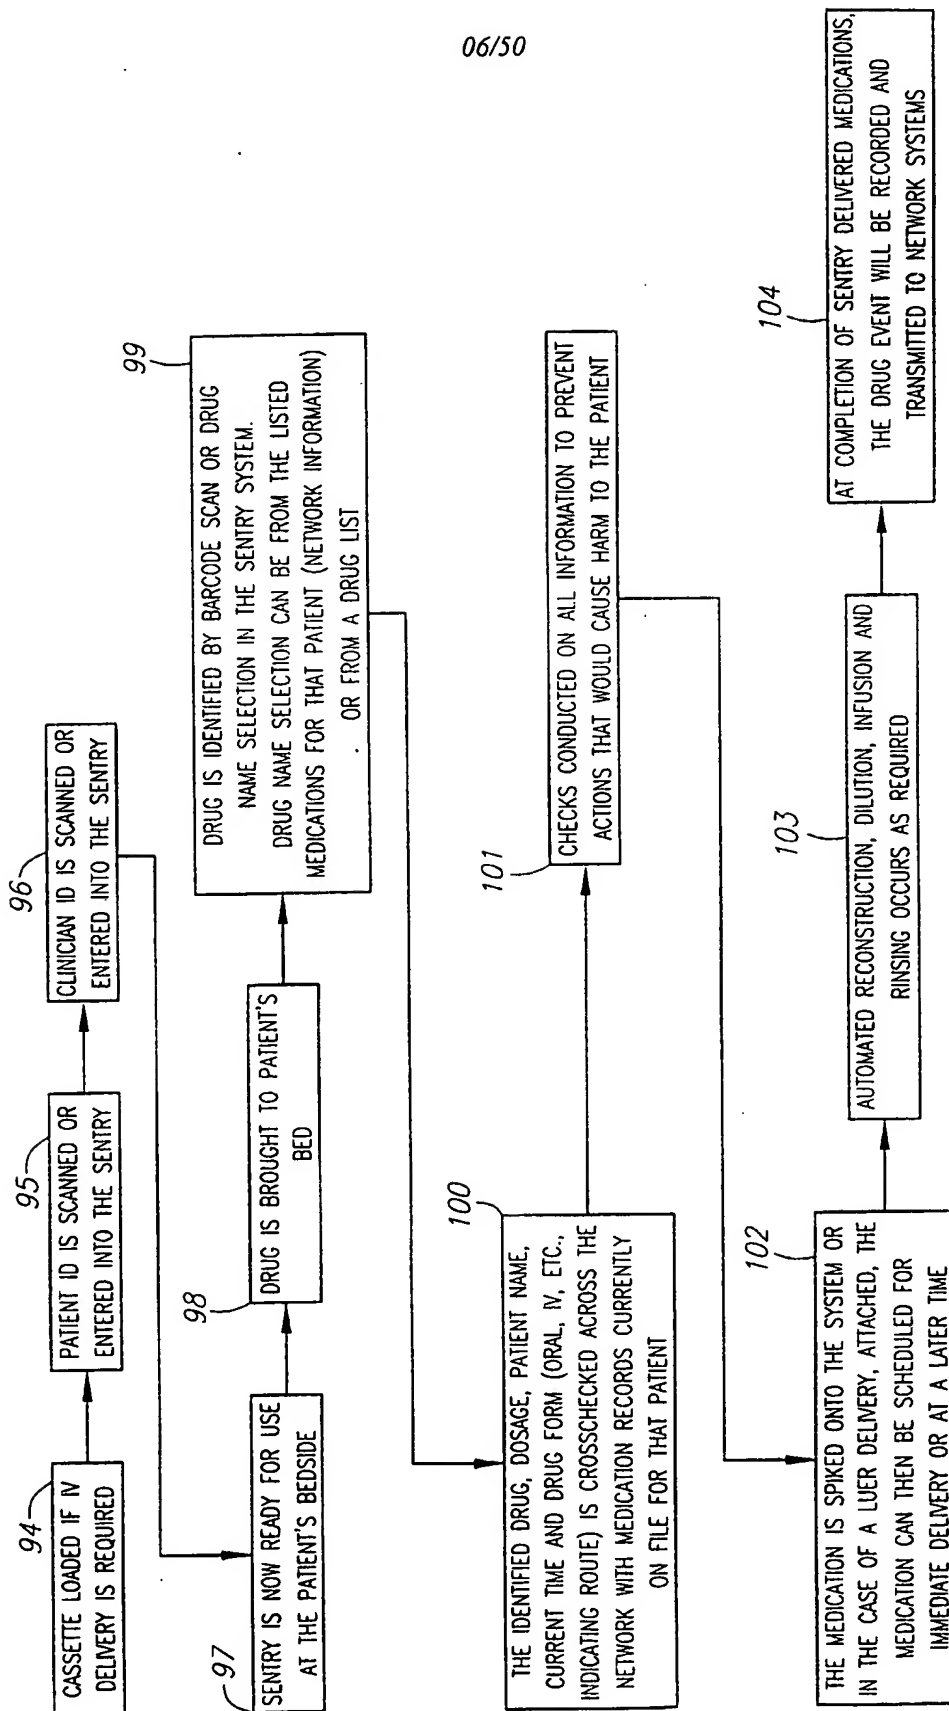 06/50
94
CASSETTE LOADED IF IV
DELIVERY IS REQUIRED
95
PATIENT ID IS SCANNED OR
ENTERED INTO THE SENTRY
96
CLINICIAN ID IS SCANNED OR
ENTERED INTO THE SENTRY
97
SENTRY IS NOW READY FOR USE
AT THE PATIENT'S BEDSIDE
98
DRUG IS BROUGHT TO PATIENT'S
BED
99
DRUG IS IDENTIFIED BY BARCODE SCAN OR DRUG
NAME SELECTION IN THE SENTRY SYSTEM.
DRUG NAME SELECTION CAN BE FROM THE LISTED
MEDICATIONS FOR THAT PATIENT (NETWORK INFORMATION)
OR FROM A DRUG LIST
100
THE IDENTIFIED DRUG, DOSAGE, PATIENT NAME,
CURRENT TIME AND DRUG FORM (ORAL, IV, ETC.,
INDICATING ROUTE) IS CROSSCHECKED ACROSS THE
NETWORK WITH MEDICATION RECORDS CURRENTLY
ON FILE FOR THAT PATIENT
101
CHECKS CONDUCTED ON ALL INFORMATION TO PREVENT
ACTIONS THAT WOULD CAUSE HARM TO THE PATIENT
102
THE MEDICATION IS SPIKED ONTO THE SYSTEM OR
IN THE CASE OF A LUER DELIVERY, ATTACHED, THE
MEDICATION CAN THEN BE SCHEDULED FOR
IMMEDIATE DELIVERY OR AT A LATER TIME
103
AUTOMATED RECONSTRUCTION, DILUTION, INFUSION AND
RINSING OCCURS AS REQUIRED
104
AT COMPLETION OF SENTRY DELIVERED MEDICATIONS,
THE DRUG EVENT WILL BE RECORDED AND
TRANSMITTED TO NETWORK SYSTEMS